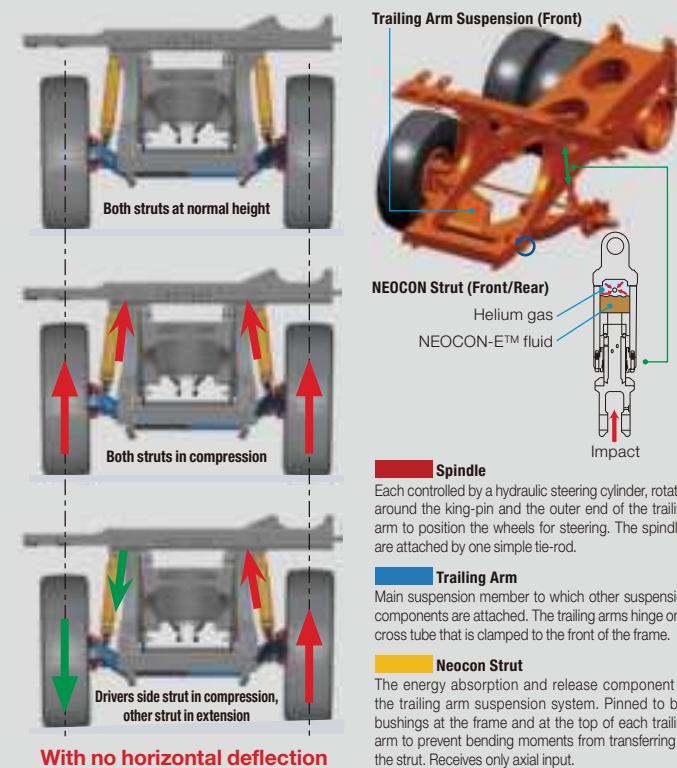 Both struts at normal height
Both struts in compression
Drivers side strut in compression,
other strut in extension
With no horizontal deflection
Trailing Arm Suspension (Front)
NEOCON Strut (Front/Rear)
Helium gas
NEOCON-E™ fluid
Impact
Spindle
Each controlled by a hydraulic steering cylinder,
around the king-pin and the outer end of the
arm to position the wheels for steering. The
are attached by one simple tie-rod.
Trailing Arm
Main suspension member to which other
components are attached. The trailing arms hinge
cross tube that is clamped to the front of the frame.
Neocon Strut
The energy absorption and release component
the trailing arm suspension system. Pinned to
bushings at the frame and at the top of each
arm to prevent bending moments from transferring
the strut. Receives only axial input.